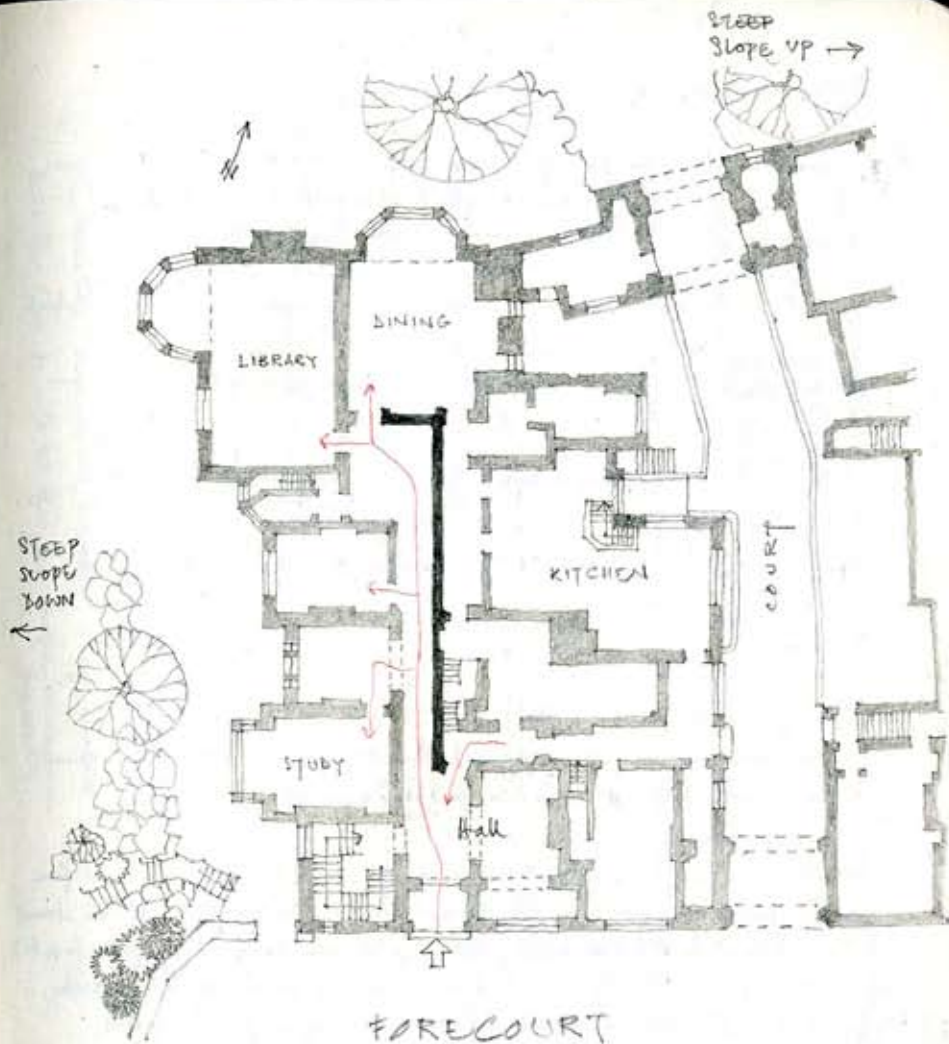 STEEP
SLOPE UP
N
DINING
LIBRARY
STEEP
SLOPE
DOWN
KITCHEN
COURT
STUDY
Hall
FORECOURT